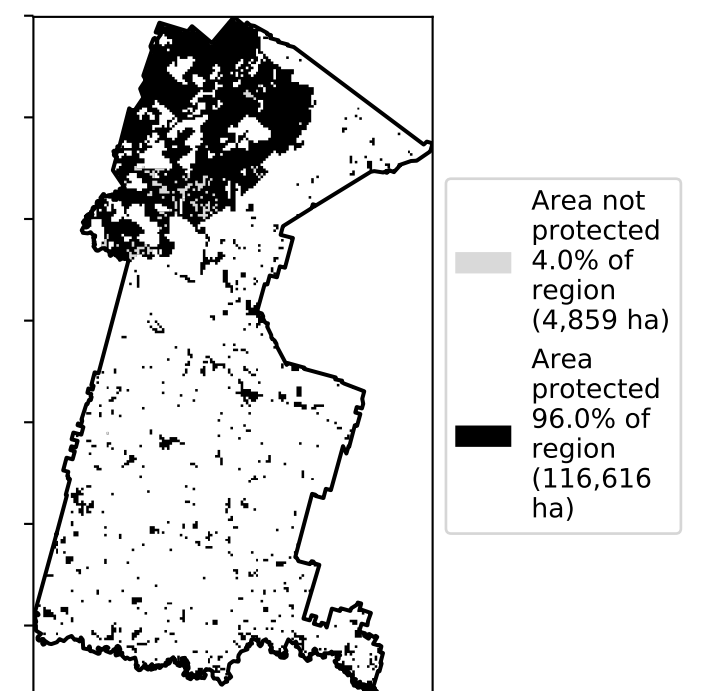 Area not
protected
4.0% of
region
(4,859 ha)
Area
protected
96.0% of
region
(116,616
ha)